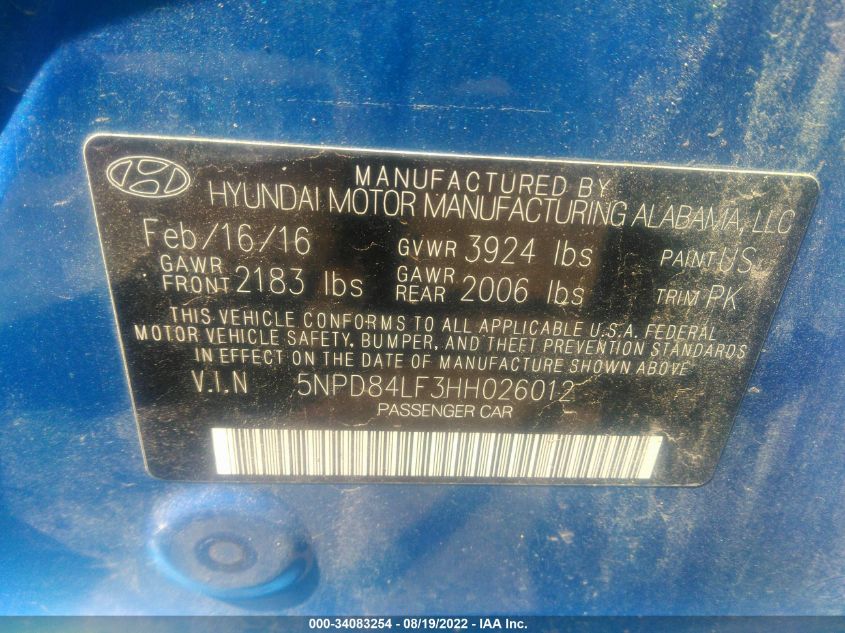 MANUFACTURED BY
HYUNDAI MOTOR MANUFACTURING ALABAMA, LLC
Feb/16/16 GVWR 3924 lbs PAINT US
GAWR FRONT 2183 lbs GAWR REAR 2006 lbs TRIM PK
THIS VEHICLE CONFORMS TO ALL APPLICABLE U.S.A. FEDERAL
MOTOR VEHICLE SAFETY, BUMPER, AND THEFT PREVENTION STANDARDS
IN EFFECT ON THE DATE OF MANUFACTURE SHOWN ABOVE
V.I.N 5NPD84LF3HH026012
PASSENGER CAR
000-34083254 - 08/19/2022 - IAA Inc.